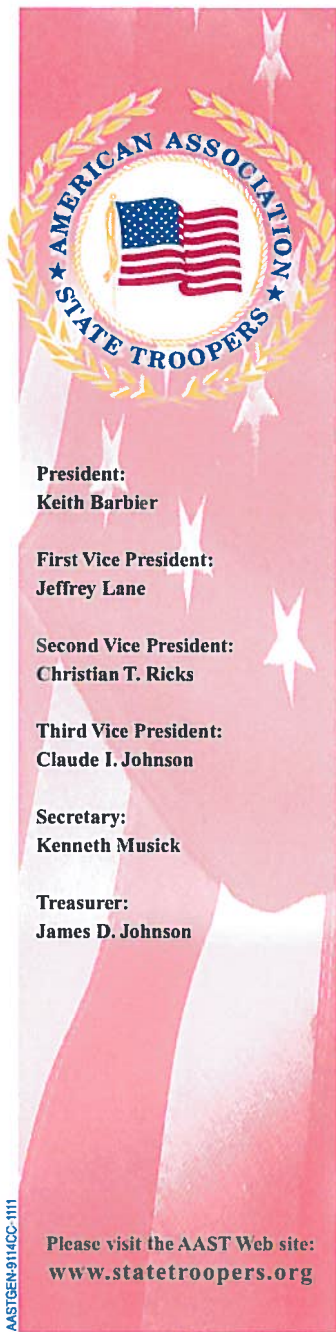 ★ AMERICAN ASSOCIATION ★
STATE TROOPERS
President:
Keith Barbier
First Vice President:
Jeffrey Lane
Second Vice President:
Christian T. Ricks
Third Vice President:
Claude I. Johnson
Secretary:
Kenneth Musick
Treasurer:
James D. Johnson
AASTGEN-9114CC-1111
Please visit the AAST Web site:
www.statetroopers.org